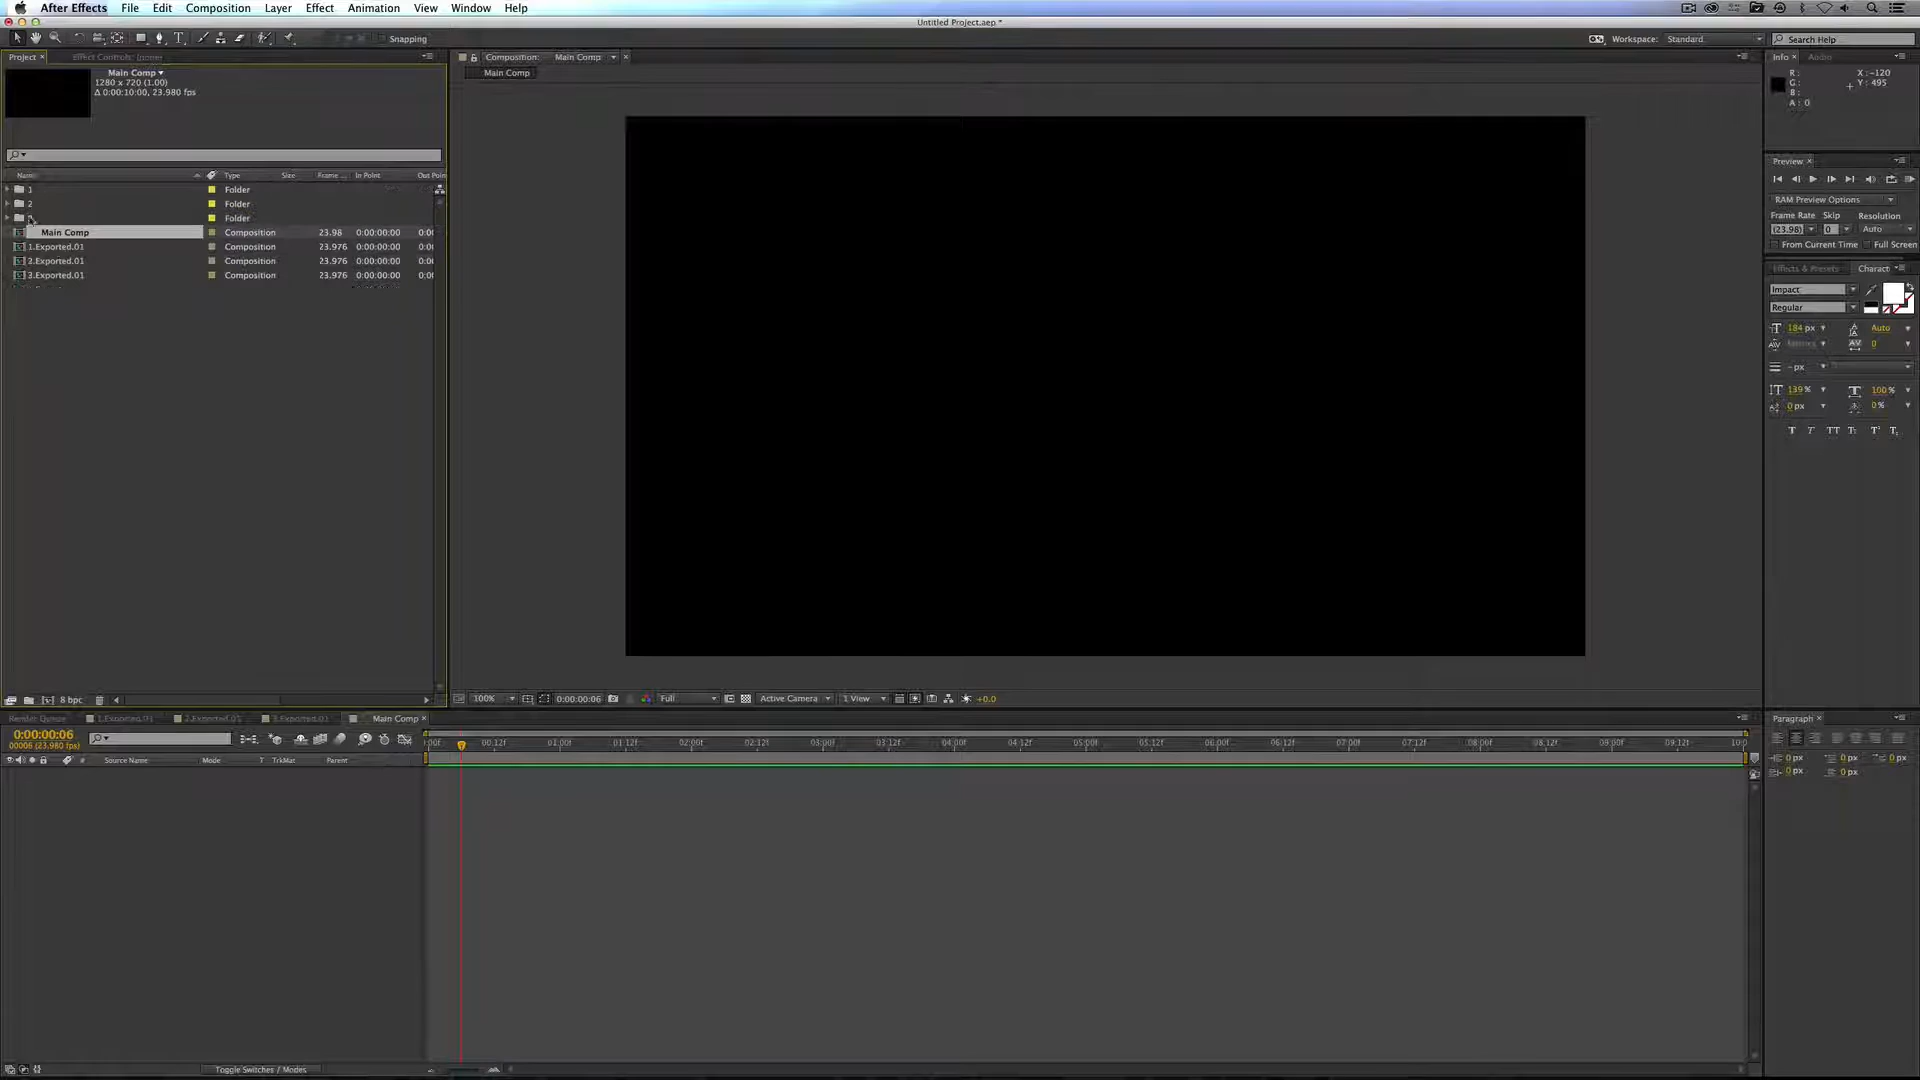 After Effects File Edit Composition Layer Effect Animation View Window Help
Untitled Project.aep *
Snapping
Workspace: Standard
Search Help
Project
Effect Controls: (none)
Main Comp
1280 x 720 (1.00)
Δ 0:00:10:00, 23.980 fps
Name Type Size Frame ... In Point Out Poin
1 Folder
2 Folder
Folder
Main Comp Composition 23.98 0:00:00:00 0:00
1.Exported.01 Composition 23.976 0:00:00:00 0:00
2.Exported.01 Composition 23.976 0:00:00:00 0:00
3.Exported.01 Composition 23.976 0:00:00:00 0:00
8 bpc
Composition: Main Comp
Main Comp
100% 0:00:00:06 Full Active Camera 1 View +0.0
Info Audio
R: X: -120
G: Y: 495
B:
A: 0
Preview
RAM Preview Options
Frame Rate Skip Resolution
(23.98) 0 Auto
From Current Time Full Screen
Effects & Presets Charact
Impact
Regular
184 px Auto
Metrics 0
- px
139% 100%
0 px 0%
T T TT Tt T T
Render Queue 1.Exported.01 2.Exported.01 3.Exported.01 Main Comp
0:00:00:06
00006 (23.980 fps)
# Source Name Mode T TrkMat Parent
:00f 00:12f 01:00f 01:12f 02:00f 02:12f 03:00f 03:12f 04:00f 04:12f 05:00f 05:12f 06:00f 06:12f 07:00f 07:12f 08:00f 08:12f 09:00f 09:12f 10:0
Paragraph
0 px 0 px 0 px
0 px 0 px
Toggle Switches / Modes